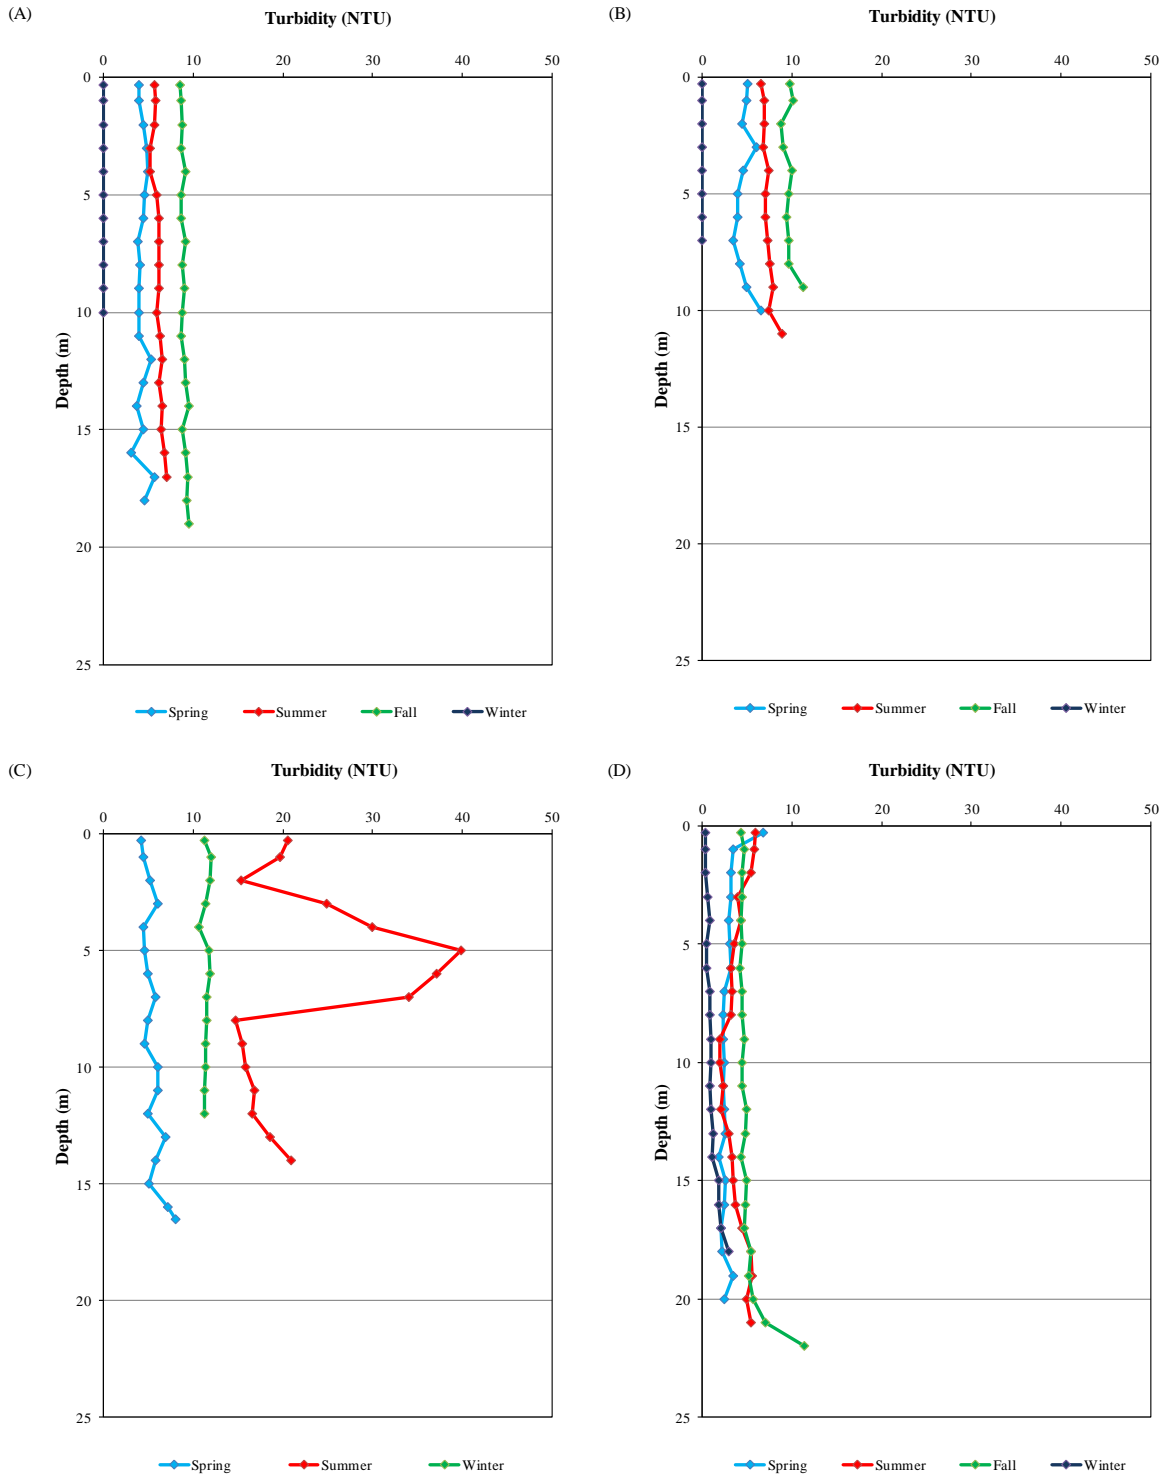 (A)
Turbidity (NTU)
0 10 20 30 40 50
0
5
10
15
20
25
Depth (m)
Spring Summer Fall Winter
(B)
Turbidity (NTU)
0 10 20 30 40 50
0
5
10
15
20
25
Depth (m)
Spring Summer Fall Winter
(C)
Turbidity (NTU)
0 10 20 30 40 50
0
5
10
15
20
25
Depth (m)
Spring Summer Winter
(D)
Turbidity (NTU)
0 10 20 30 40 50
0
5
10
15
20
25
Depth (m)
Spring Summer Fall Winter